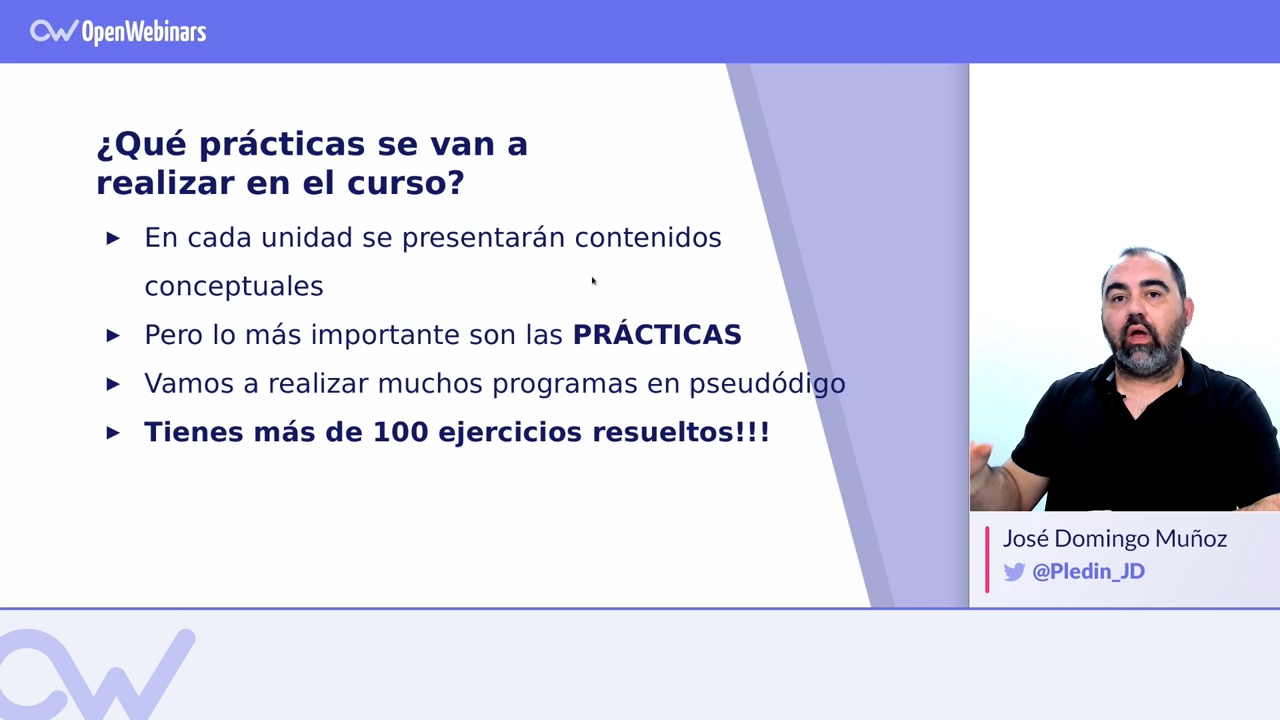 OpenWebinars
¿Qué prácticas se van a
realizar en el curso?
► En cada unidad se presentarán contenidos
conceptuales
► Pero lo más importante son las PRÁCTICAS
► Vamos a realizar muchos programas en pseudódigo
► Tienes más de 100 ejercicios resueltos!!!
José Domingo Muñoz
@Pledin_JD